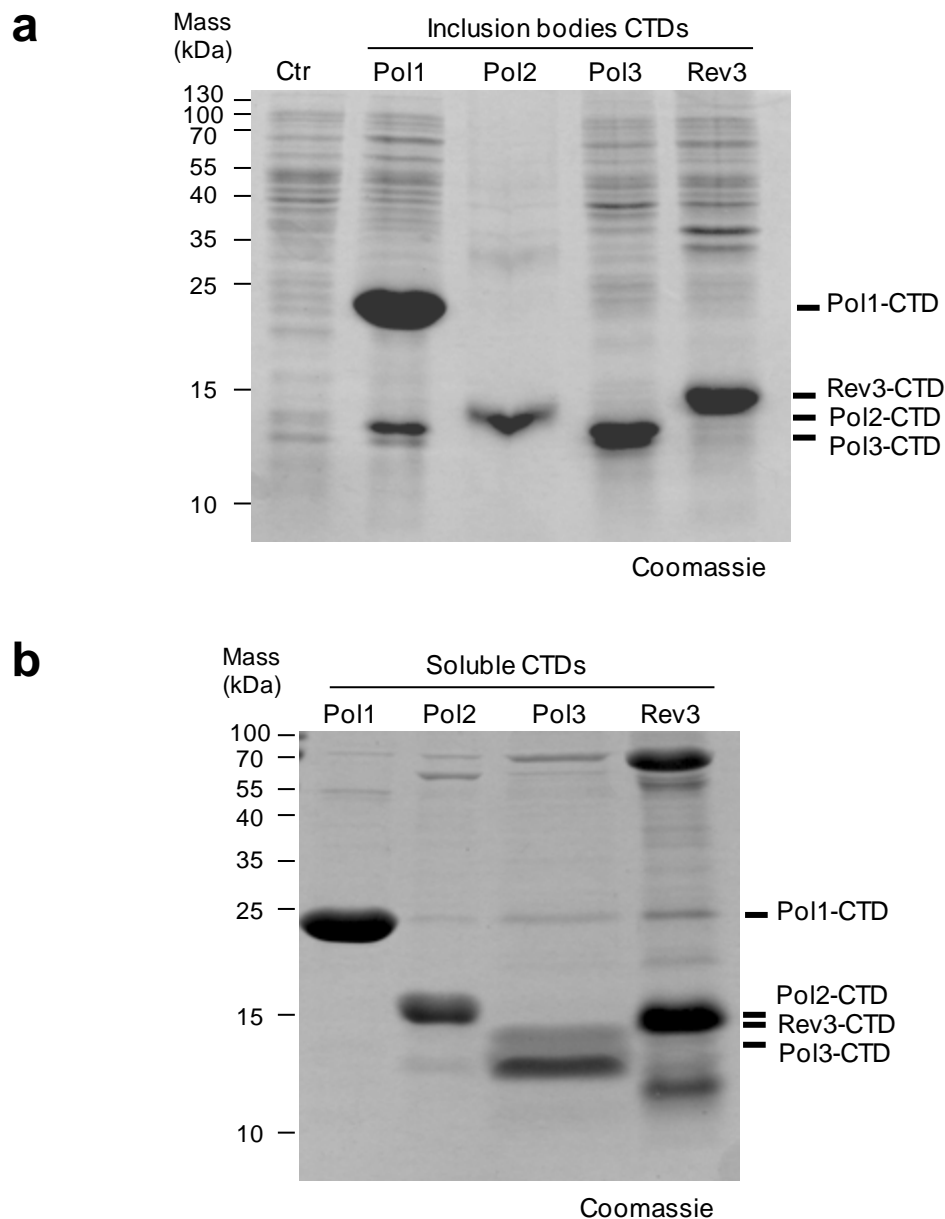 a
Mass
(kDa)
Inclusion bodies CTDs
Ctr Pol1 Pol2 Pol3 Rev3
130
100
70
55
40
35
25
15
10
Pol1-CTD
Rev3-CTD
Pol2-CTD
Pol3-CTD
Coomassie
b
Mass
(kDa)
Soluble CTDs
Pol1 Pol2 Pol3 Rev3
100
70
55
40
35
25
15
10
Pol1-CTD
Pol2-CTD
Rev3-CTD
Pol3-CTD
Coomassie